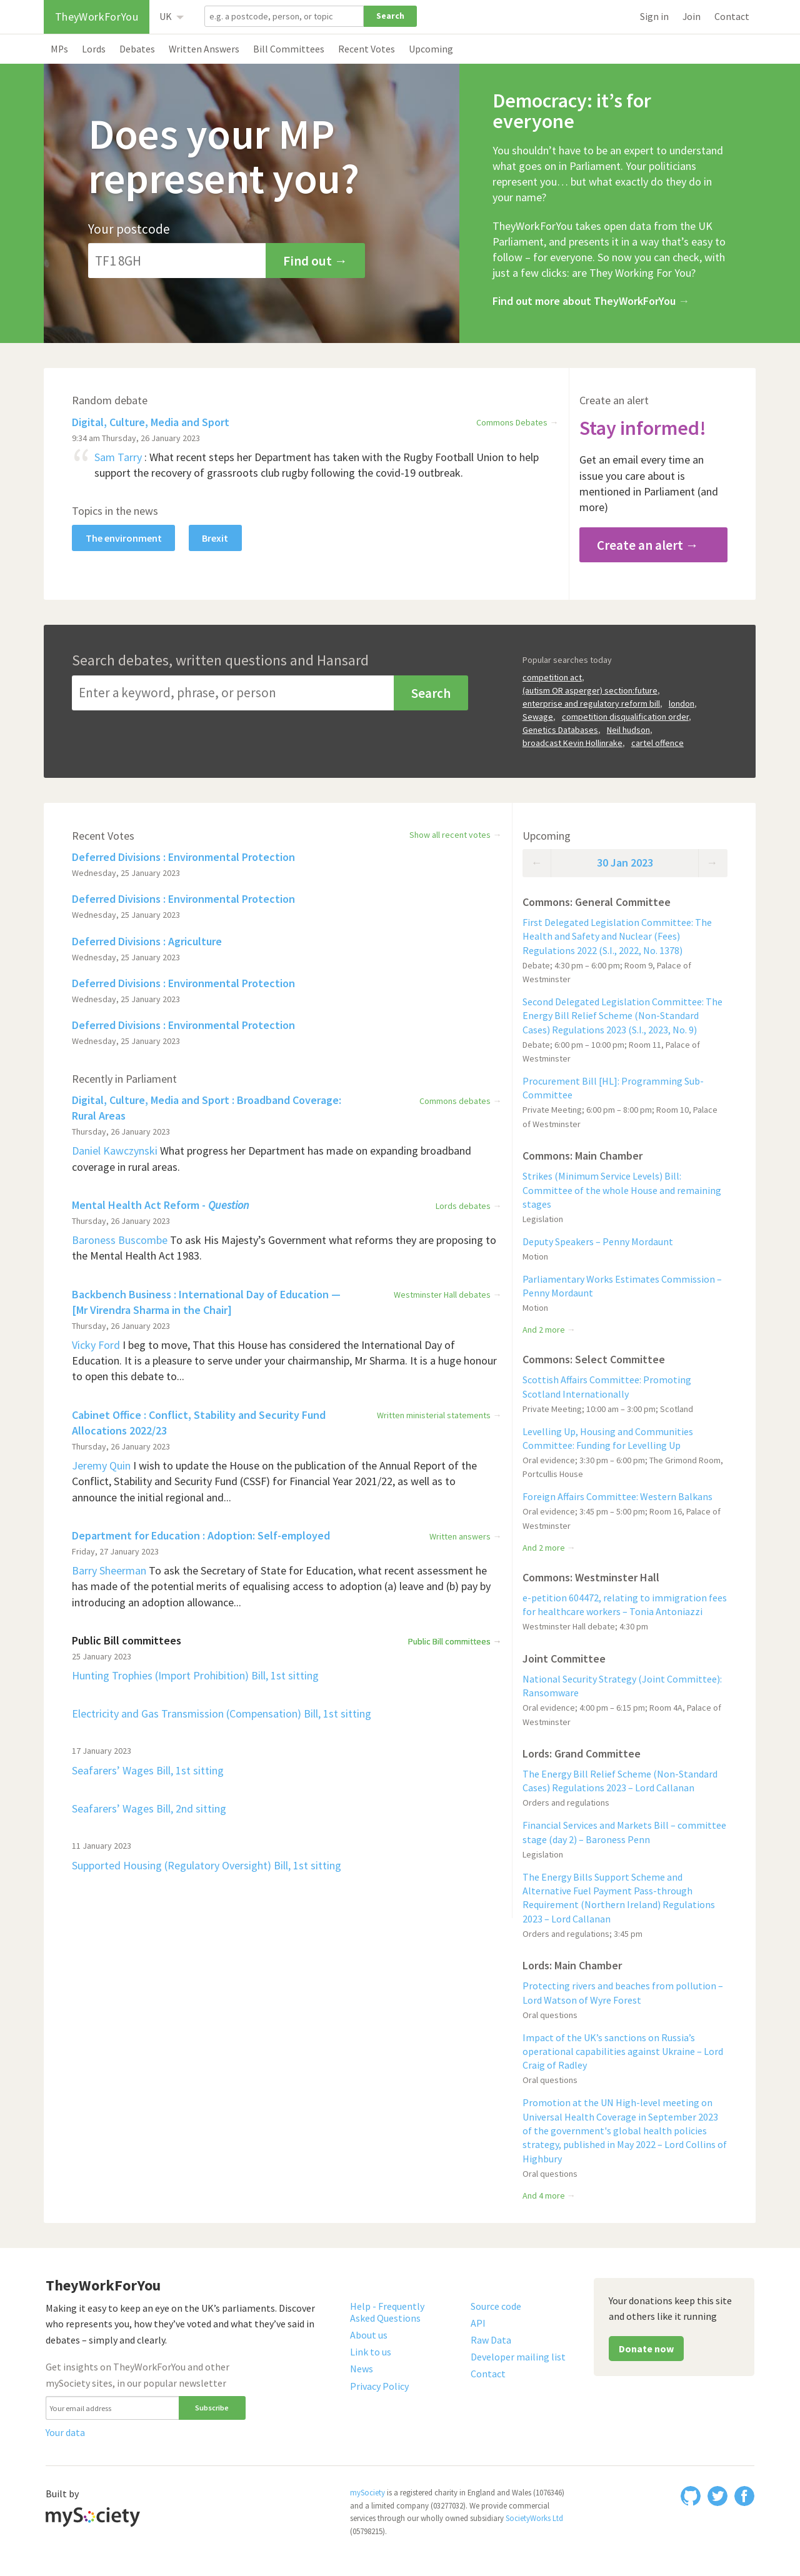 TheyWorkForYou
UK
e.g. a postcode, person, or topic
Search
Sign in
Join
Contact
MPs
Lords
Debates
Written Answers
Bill Committees
Recent Votes
Upcoming
Does your MP
represent you?
Your postcode
TF1 8GH
Find out →
Democracy: it’s for
everyone
You shouldn’t have to be an expert to understand
what goes on in Parliament. Your politicians
represent you… but what exactly do they do in
your name?
TheyWorkForYou takes open data from the UK
Parliament, and presents it in a way that’s easy to
follow – for everyone. So now you can check, with
just a few clicks: are They Working For You?
Find out more about TheyWorkForYou →
Random debate
Digital, Culture, Media and Sport
Commons Debates →
9:34 am Thursday, 26 January 2023
“ Sam Tarry : What recent steps her Department has taken with the Rugby Football Union to help
support the recovery of grassroots club rugby following the covid-19 outbreak.
Topics in the news
The environment
Brexit
Create an alert
Stay informed!
Get an email every time an
issue you care about is
mentioned in Parliament (and
more)
Create an alert →
Search debates, written questions and Hansard
Enter a keyword, phrase, or person
Search
Popular searches today
competition act,
(autism OR asperger) section:future,
enterprise and regulatory reform bill, london,
Sewage, competition disqualification order,
Genetics Databases, Neil hudson,
broadcast Kevin Hollinrake, cartel offence
Recent Votes
Show all recent votes →
Deferred Divisions : Environmental Protection
Wednesday, 25 January 2023
Deferred Divisions : Environmental Protection
Wednesday, 25 January 2023
Deferred Divisions : Agriculture
Wednesday, 25 January 2023
Deferred Divisions : Environmental Protection
Wednesday, 25 January 2023
Deferred Divisions : Environmental Protection
Wednesday, 25 January 2023
Recently in Parliament
Digital, Culture, Media and Sport : Broadband Coverage:
Rural Areas
Commons debates →
Thursday, 26 January 2023
Daniel Kawczynski What progress her Department has made on expanding broadband
coverage in rural areas.
Mental Health Act Reform - Question
Lords debates →
Thursday, 26 January 2023
Baroness Buscombe To ask His Majesty’s Government what reforms they are proposing to
the Mental Health Act 1983.
Backbench Business : International Day of Education —
[Mr Virendra Sharma in the Chair]
Westminster Hall debates →
Thursday, 26 January 2023
Vicky Ford I beg to move, That this House has considered the International Day of
Education. It is a pleasure to serve under your chairmanship, Mr Sharma. It is a huge honour
to open this debate to...
Cabinet Office : Conflict, Stability and Security Fund
Allocations 2022/23
Written ministerial statements →
Thursday, 26 January 2023
Jeremy Quin I wish to update the House on the publication of the Annual Report of the
Conflict, Stability and Security Fund (CSSF) for Financial Year 2021/22, as well as to
announce the initial regional and...
Department for Education : Adoption: Self-employed
Written answers →
Friday, 27 January 2023
Barry Sheerman To ask the Secretary of State for Education, what recent assessment he
has made of the potential merits of equalising access to adoption (a) leave and (b) pay by
introducing an adoption allowance...
Public Bill committees
Public Bill committees →
25 January 2023
Hunting Trophies (Import Prohibition) Bill, 1st sitting
Electricity and Gas Transmission (Compensation) Bill, 1st sitting
17 January 2023
Seafarers’ Wages Bill, 1st sitting
Seafarers’ Wages Bill, 2nd sitting
11 January 2023
Supported Housing (Regulatory Oversight) Bill, 1st sitting
Upcoming
← 30 Jan 2023 →
Commons: General Committee
First Delegated Legislation Committee: The
Health and Safety and Nuclear (Fees)
Regulations 2022 (S.I., 2022, No. 1378)
Debate; 4:30 pm – 6:00 pm; Room 9, Palace of
Westminster
Second Delegated Legislation Committee: The
Energy Bill Relief Scheme (Non-Standard
Cases) Regulations 2023 (S.I., 2023, No. 9)
Debate; 6:00 pm – 10:00 pm; Room 11, Palace of
Westminster
Procurement Bill [HL]: Programming Sub-
Committee
Private Meeting; 6:00 pm – 8:00 pm; Room 10, Palace
of Westminster
Commons: Main Chamber
Strikes (Minimum Service Levels) Bill:
Committee of the whole House and remaining
stages
Legislation
Deputy Speakers – Penny Mordaunt
Motion
Parliamentary Works Estimates Commission –
Penny Mordaunt
Motion
And 2 more →
Commons: Select Committee
Scottish Affairs Committee: Promoting
Scotland Internationally
Private Meeting; 10:00 am – 3:00 pm; Scotland
Levelling Up, Housing and Communities
Committee: Funding for Levelling Up
Oral evidence; 3:30 pm – 6:00 pm; The Grimond Room,
Portcullis House
Foreign Affairs Committee: Western Balkans
Oral evidence; 3:45 pm – 5:00 pm; Room 16, Palace of
Westminster
And 2 more →
Commons: Westminster Hall
e-petition 604472, relating to immigration fees
for healthcare workers – Tonia Antoniazzi
Westminster Hall debate; 4:30 pm
Joint Committee
National Security Strategy (Joint Committee):
Ransomware
Oral evidence; 4:00 pm – 6:15 pm; Room 4A, Palace of
Westminster
Lords: Grand Committee
The Energy Bill Relief Scheme (Non-Standard
Cases) Regulations 2023 – Lord Callanan
Orders and regulations
Financial Services and Markets Bill – committee
stage (day 2) – Baroness Penn
Legislation
The Energy Bills Support Scheme and
Alternative Fuel Payment Pass-through
Requirement (Northern Ireland) Regulations
2023 – Lord Callanan
Orders and regulations; 3:45 pm
Lords: Main Chamber
Protecting rivers and beaches from pollution –
Lord Watson of Wyre Forest
Oral questions
Impact of the UK’s sanctions on Russia’s
operational capabilities against Ukraine – Lord
Craig of Radley
Oral questions
Promotion at the UN High-level meeting on
Universal Health Coverage in September 2023
of the government's global health policies
strategy, published in May 2022 – Lord Collins of
Highbury
Oral questions
And 4 more →
TheyWorkForYou
Making it easy to keep an eye on the UK’s parliaments. Discover
who represents you, how they’ve voted and what they’ve said in
debates – simply and clearly.
Get insights on TheyWorkForYou and other
mySociety sites, in our popular newsletter
Your email address
Subscribe
Your data
Help - Frequently
Asked Questions
About us
Link to us
News
Privacy Policy
Source code
API
Raw Data
Developer mailing list
Contact
Your donations keep this site
and others like it running
Donate now
Built by
mySociety
mySociety is a registered charity in England and Wales (1076346)
and a limited company (03277032). We provide commercial
services through our wholly owned subsidiary SocietyWorks Ltd
(05798215).